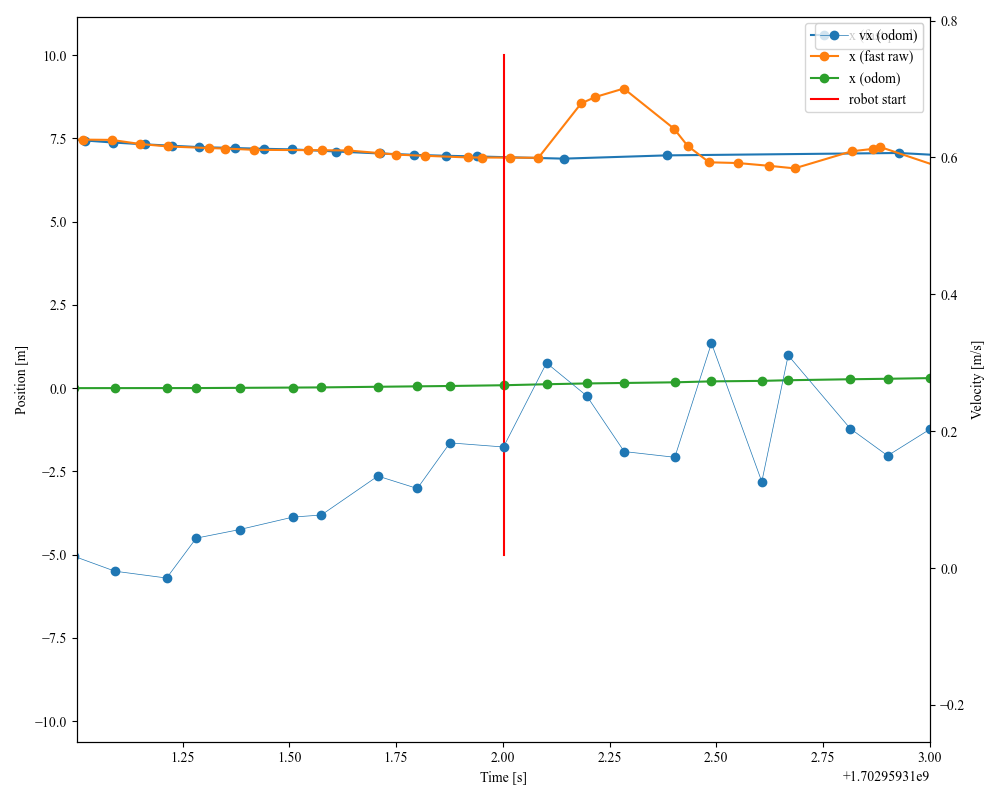 10.0
7.5
5.0
2.5
0.0
−2.5
−5.0
−7.5
−10.0
Position [m]
1.25
1.50
1.75
2.00
2.25
2.50
2.75
3.00
Time [s]
+1.70295931e9
0.8
0.6
0.4
0.2
0.0
−0.2
Velocity [m/s]
vx (odom)
x (fast raw)
x (odom)
robot start